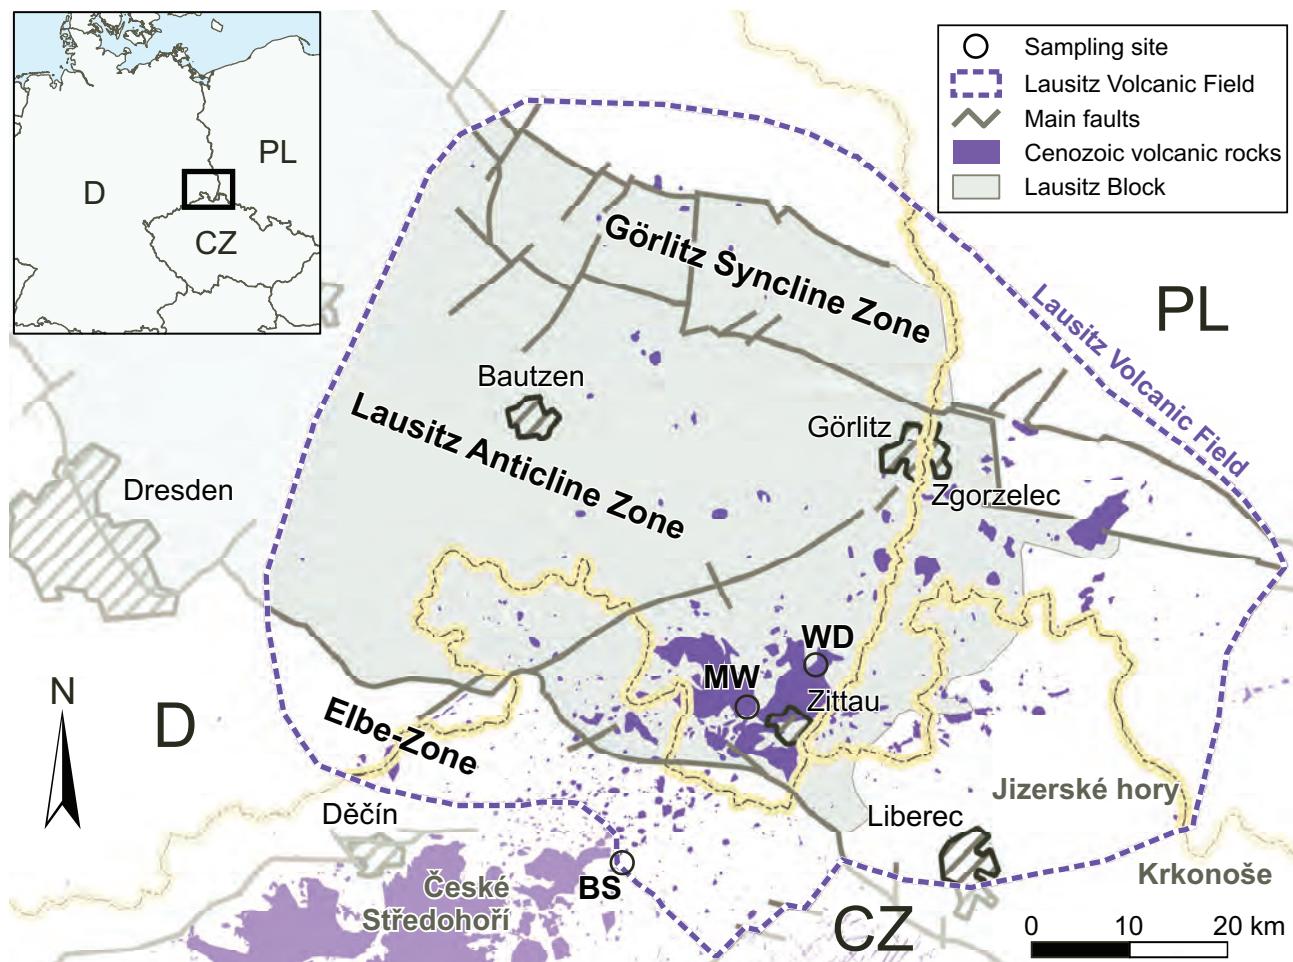 PL
D
CZ
Sampling site
Lausitz Volcanic Field
Main faults
Cenozoic volcanic rocks
Lausitz Block
Görlitz Syncline Zone
PL
Lausitz Volcanic Field
Bautzen
Lausitz Anticline Zone
Görlitz
Zgorzelec
Dresden
WD
MW
Zittau
N
D
Elbe-Zone
Jizerské hory
Děčín
Liberec
BS
České
Středohoří
Krkonoše
CZ
0 10 20 km